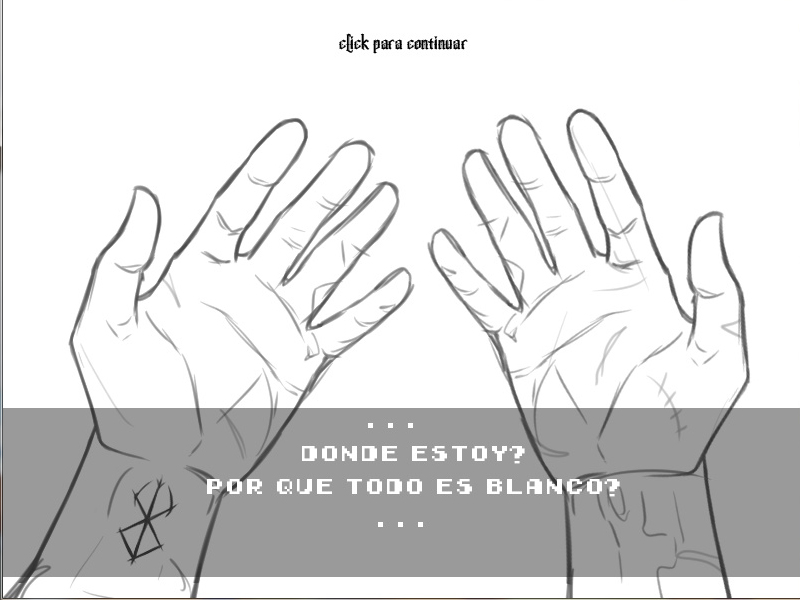 click para continuar
...
DONDE ESTOY?
POR QUE TODO ES BLANCO?
...